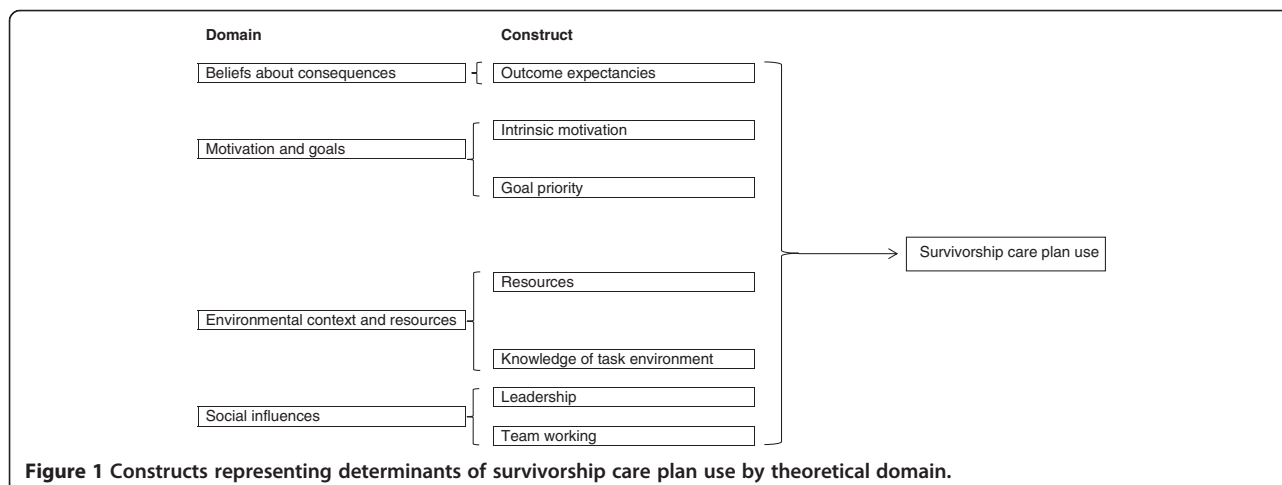 Domain Construct
Beliefs about consequences Outcome expectancies
Intrinsic motivation
Motivation and goals
Goal priority
Survivorship care plan use
Resources
Environmental context and resources
Knowledge of task environment
Leadership
Social influences
Team working
Figure 1 Constructs representing determinants of survivorship care plan use by theoretical domain.